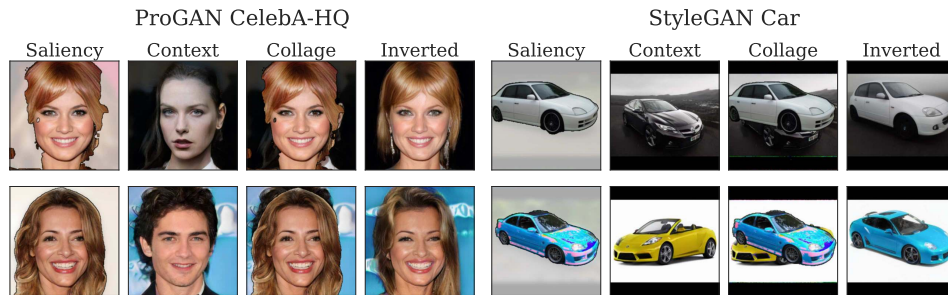 ProGAN CelebA-HQ
StyleGAN Car
Saliency Context Collage Inverted Saliency Context Collage Inverted